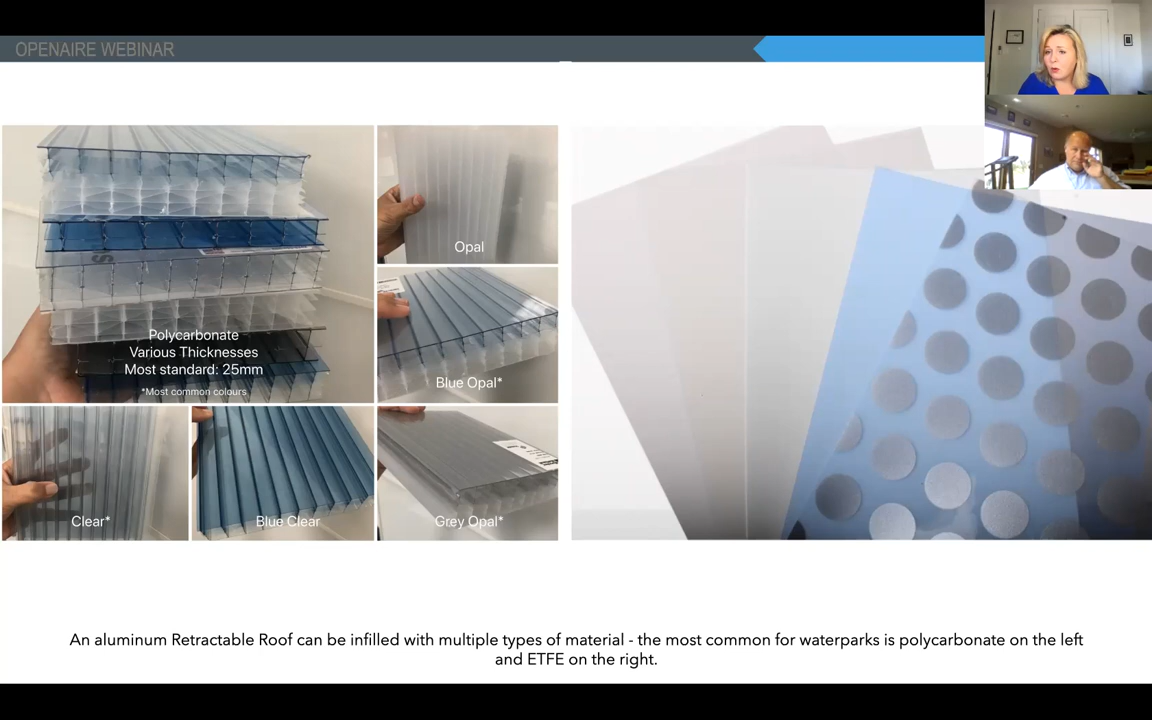 OPENAIRE WEBINAR
Opal
Polycarbonate
Various Thicknesses
Most standard: 25mm
*Most common colours
Blue Opal*
Clear*
Blue Clear
Grey Opal*
An aluminum Retractable Roof can be infilled with multiple types of material - the most common for waterparks is polycarbonate on the left
and ETFE on the right.